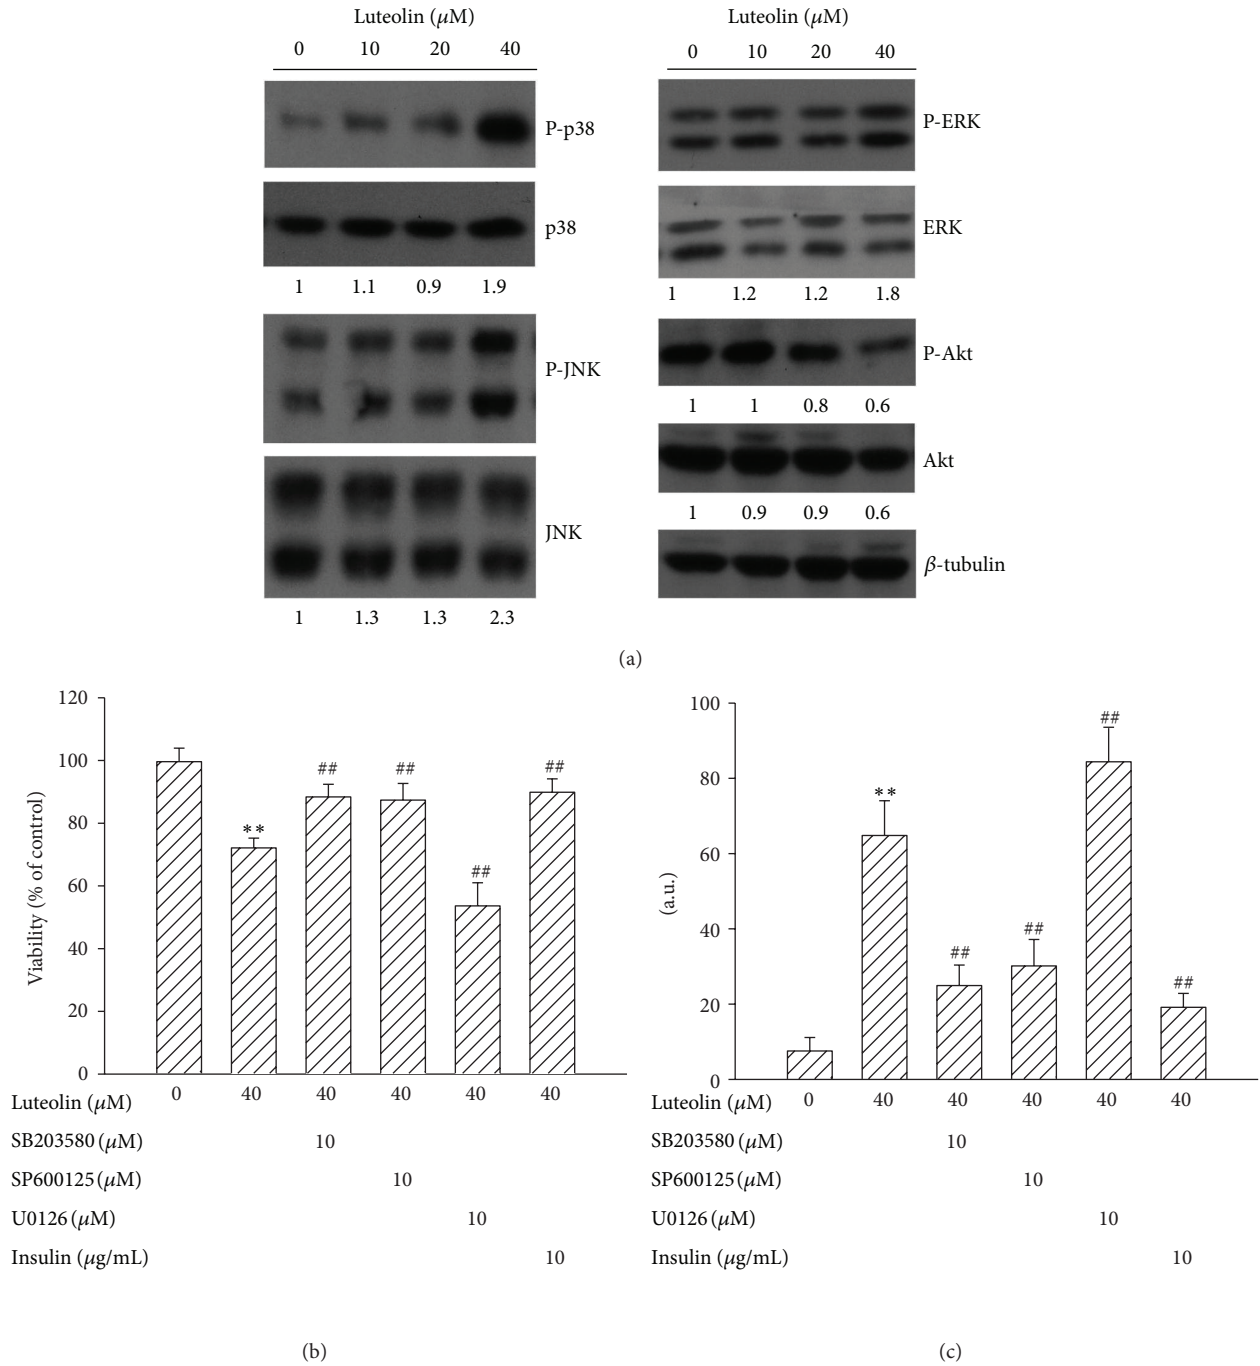 Luteolin (μM)
0 10 20 40
P-p38
p38
1 1.1 0.9 1.9
P-JNK
JNK
1 1.3 1.3 2.3
Luteolin (μM)
0 10 20 40
P-ERK
ERK
1 1.2 1.2 1.8
P-Akt
1 1 0.8 0.6
Akt
1 0.9 0.9 0.6
β-tubulin
(a)
120
100
80
60
40
20
0
Viability (% of control)
**
##
##
##
##
Luteolin (μM) 0 40 40 40 40 40
SB203580 (μM) 10
SP600125 (μM) 10
U0126 (μM) 10
Insulin (μg/mL) 10
(b)
100
80
60
40
20
0
(a.u.)
**
##
##
##
##
Luteolin (μM) 0 40 40 40 40 40
SB203580 (μM) 10
SP600125 (μM) 10
U0126 (μM) 10
Insulin (μg/mL) 10
(c)